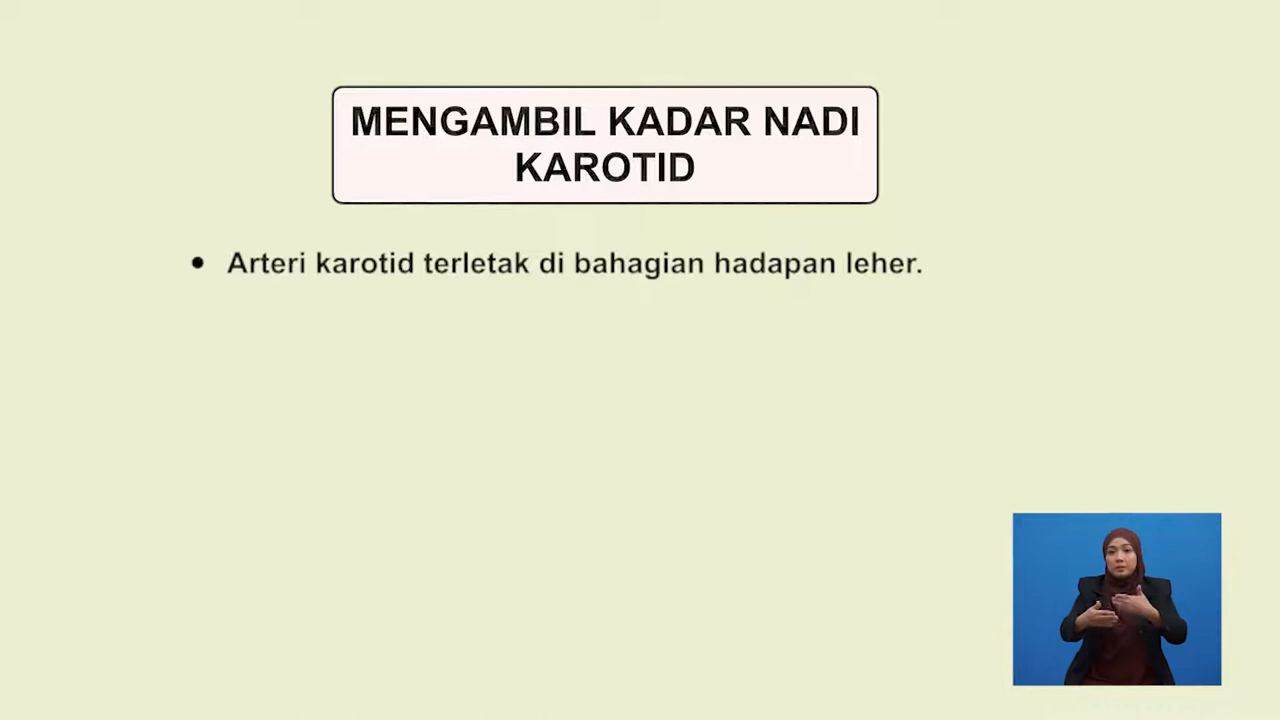 MENGAMBIL KADAR NADI
KAROTID
• Arteri karotid terletak di bahagian hadapan leher.